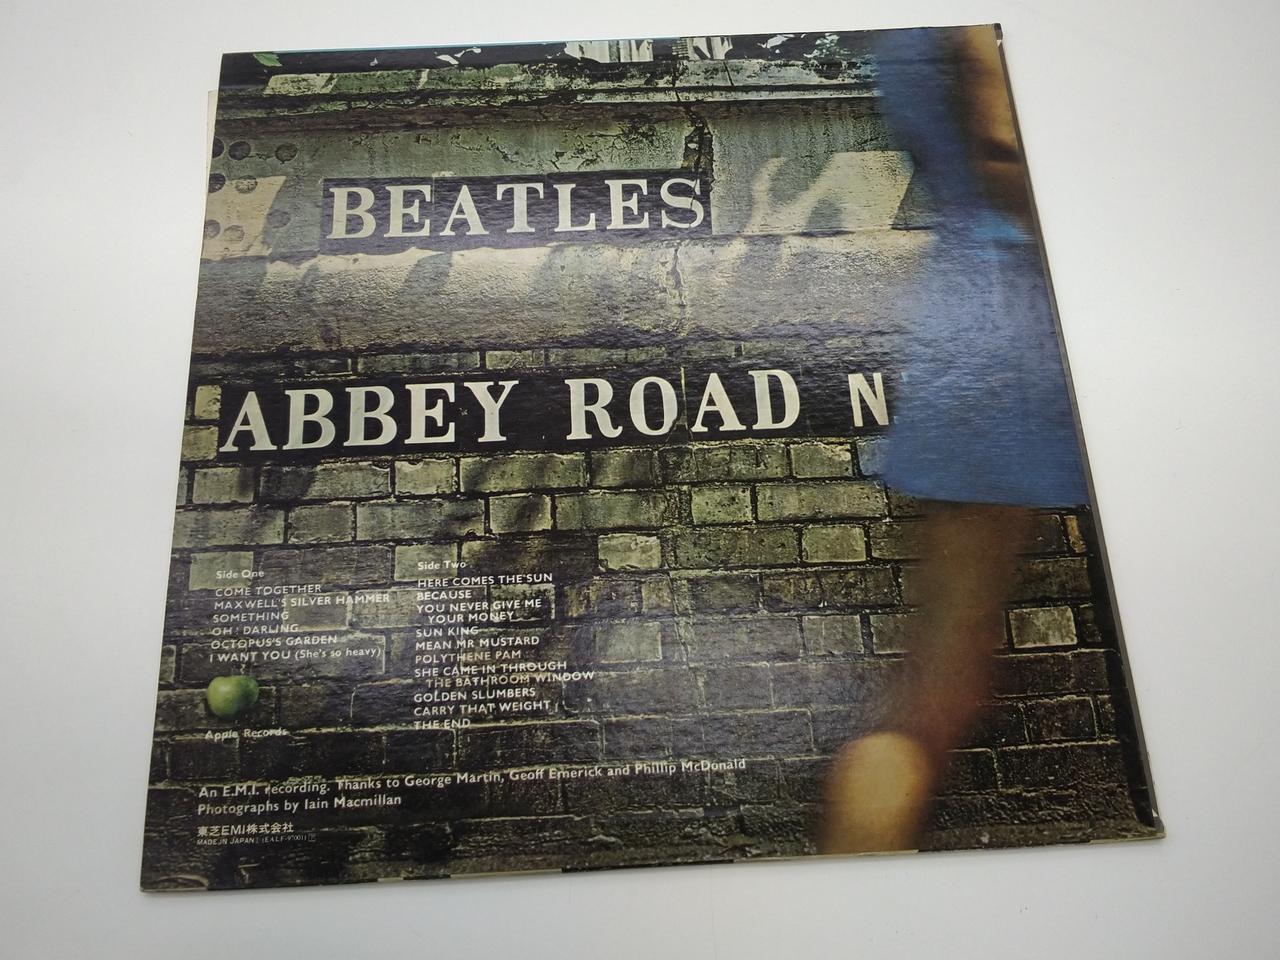 BEATLES
ABBEY ROAD N
Side One
COME TOGETHER
MAXWELL'S SILVER HAMMER
SOMETHING
OH! DARLING
OCTOPUS'S GARDEN
I WANT YOU (She's so heavy)
Apple Records
Side Two
HERE COMES THE SUN
BECAUSE
YOU NEVER GIVE ME
YOUR MONEY
SUN KING
MEAN MR MUSTARD
POLYTHENE PAM
SHE CAME IN THROUGH
THE BATHROOM WINDOW
GOLDEN SLUMBERS
CARRY THAT WEIGHT
THE END
An E.M.I. recording. Thanks to George Martin, Geoff Emerick and Phillip McDonald
Photographs by Iain Macmillan
東芝EMI株式会社
MADE IN JAPAN (EALF-97001)